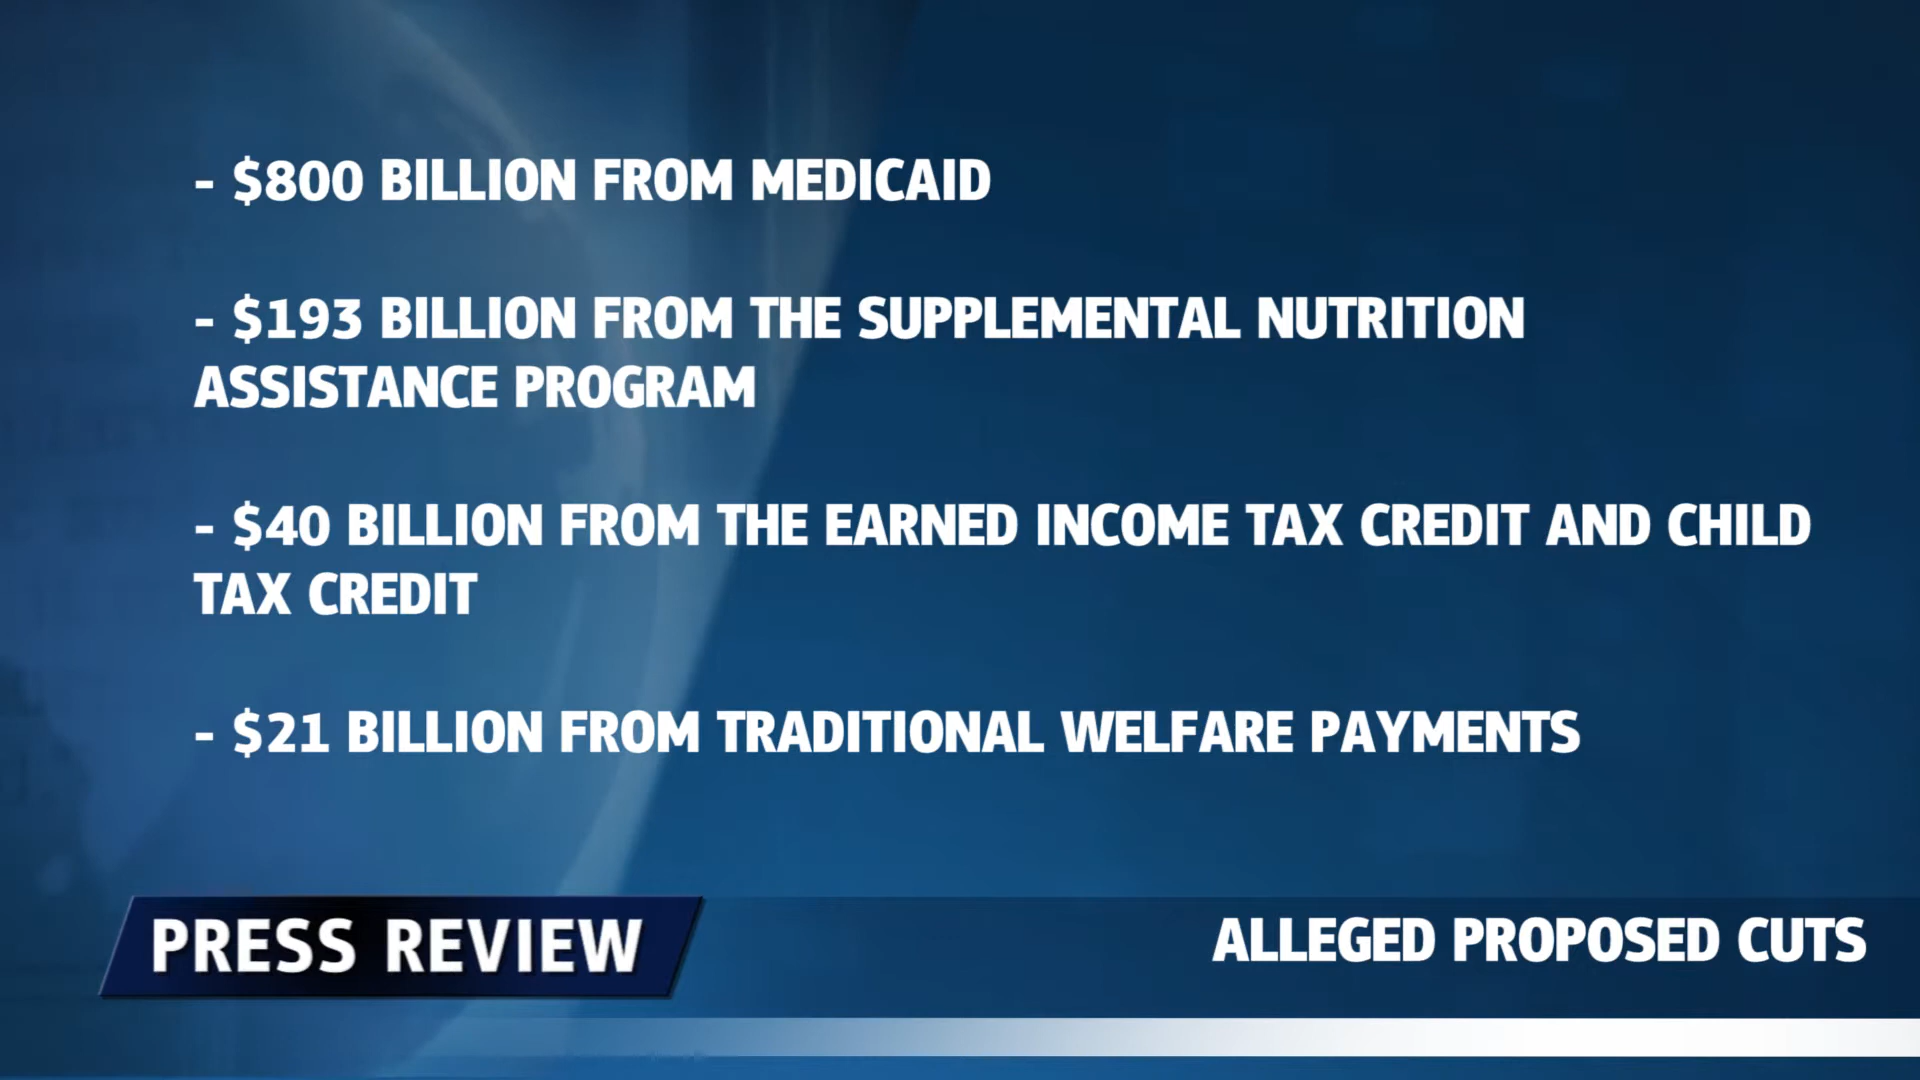 - $800 BILLION FROM MEDICAID
- $193 BILLION FROM THE SUPPLEMENTAL NUTRITION
ASSISTANCE PROGRAM
- $40 BILLION FROM THE EARNED INCOME TAX CREDIT AND CHILD
TAX CREDIT
- $21 BILLION FROM TRADITIONAL WELFARE PAYMENTS
PRESS REVIEW
ALLEGED PROPOSED CUTS